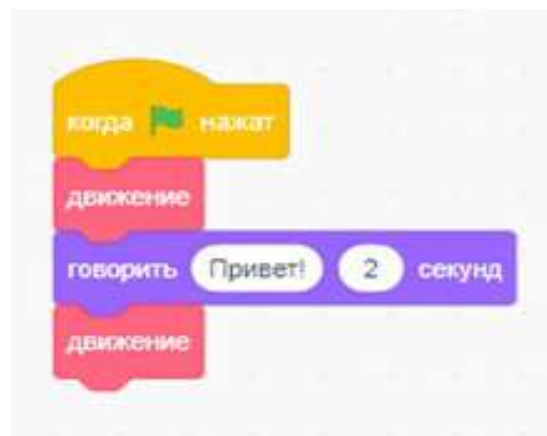 когда нажат
движение
говорить Привет! 2 секунд
движение